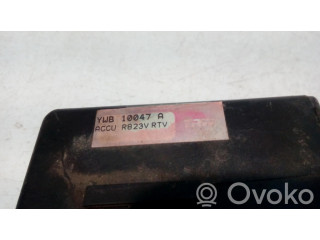 YWB 10047 A
ACCU RB23V RTV
Ovoko